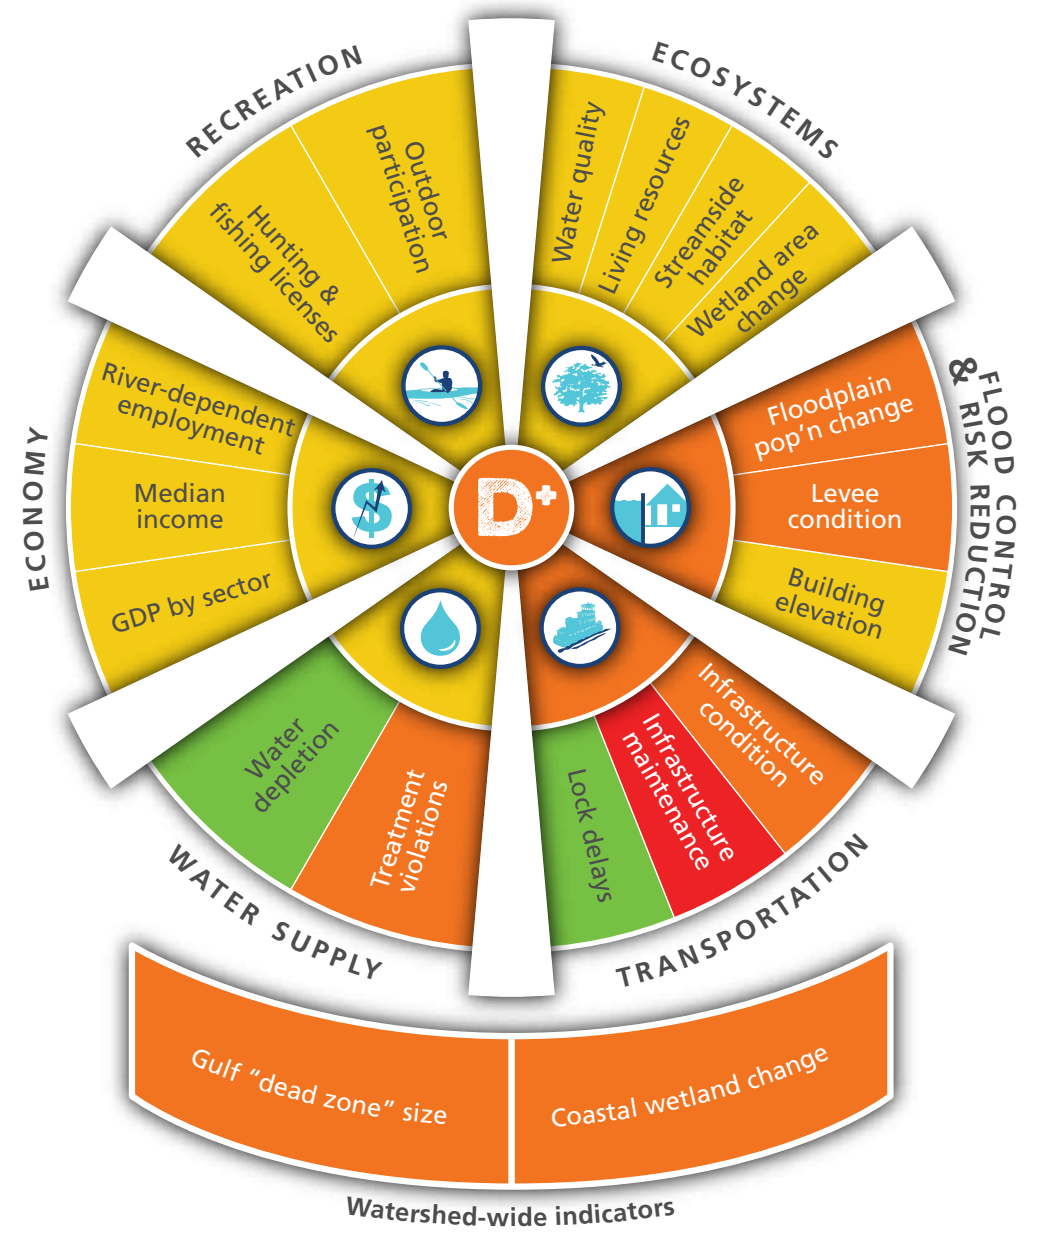 RECREATION
ECOSYSTEMS
Outdoor
participation
Hunting &
fishing licenses
Water quality
Living resources
Streamside
habitat
Wetland area
change
ECONOMY
River-dependent
employment
Median
income
GDP by sector
D+
FLOOD CONTROL
& RISK REDUCTION
Floodplain
pop’n change
Levee
condition
Building
elevation
Water
depletion
Treatment
violations
WATER SUPPLY
Lock delays
Infrastructure
maintenance
Infrastructure
condition
TRANSPORTATION
Gulf “dead zone” size
Coastal wetland change
Watershed-wide indicators